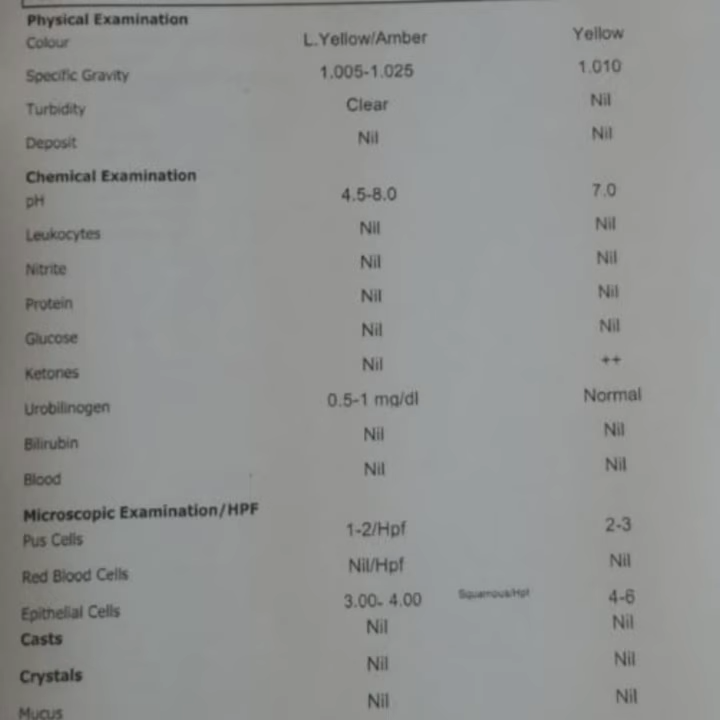 Physical Examination
Colour L.Yellow/Amber Yellow
Specific Gravity 1.005-1.025 1.010
Turbidity Clear Nil
Deposit Nil Nil
Chemical Examination
pH 4.5-8.0 7.0
Leukocytes Nil Nil
Nitrite Nil Nil
Protein Nil Nil
Glucose Nil Nil
Ketones Nil ++
Urobilinogen 0.5-1 mg/dl Normal
Bilirubin Nil Nil
Blood Nil Nil
Microscopic Examination/HPF
Pus Cells 1-2/Hpf 2-3
Red Blood Cells Nil/Hpf Nil
Epithelial Cells 3.00- 4.00 Squamous/Hpf 4-6
Casts Nil Nil
Crystals Nil Nil
Mucus Nil Nil